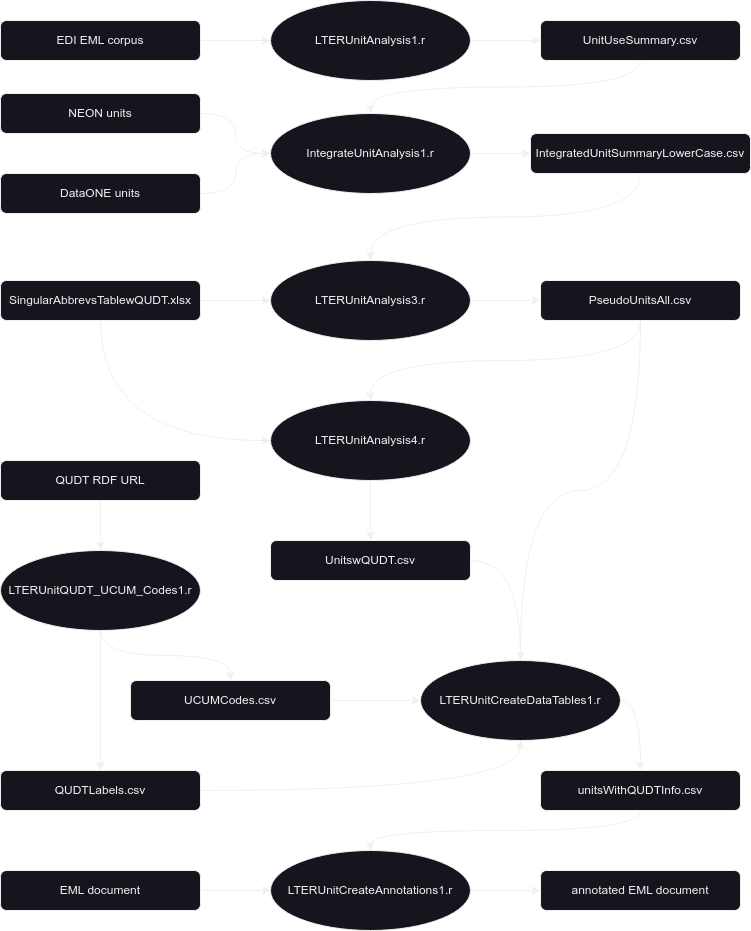 EDI EML corpus
LTERUnitAnalysis1.r
UnitUseSummary.csv
NEON units
IntegrateUnitAnalysis1.r
IntegratedUnitSummaryLowerCase.csv
DataONE units
SingularAbbrevsTablewQUDT.xlsx
LTERUnitAnalysis3.r
PseudoUnitsAll.csv
LTERUnitAnalysis4.r
QUDT RDF URL
UnitswQUDT.csv
LTERUnitQUDT_UCUM_Codes1.r
UCUMCodes.csv
LTERUnitCreateDataTables1.r
QUDTLabels.csv
unitsWithQUDTInfo.csv
EML document
LTERUnitCreateAnnotations1.r
annotated EML document